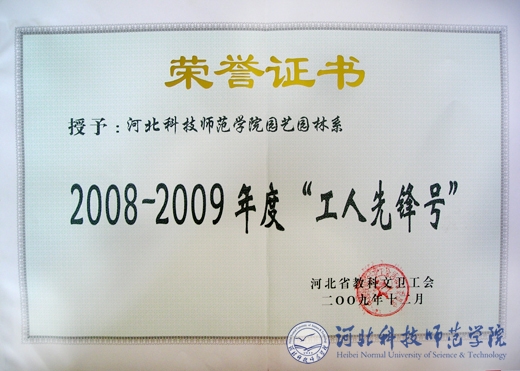 荣誉证书
授予：河北科技师范学院园艺园林系
2008-2009年度“工人先锋号”
河北省教科文卫工会
二〇〇九年十二月
河北科技师范学院
Hebei Normal University of Science & Technology